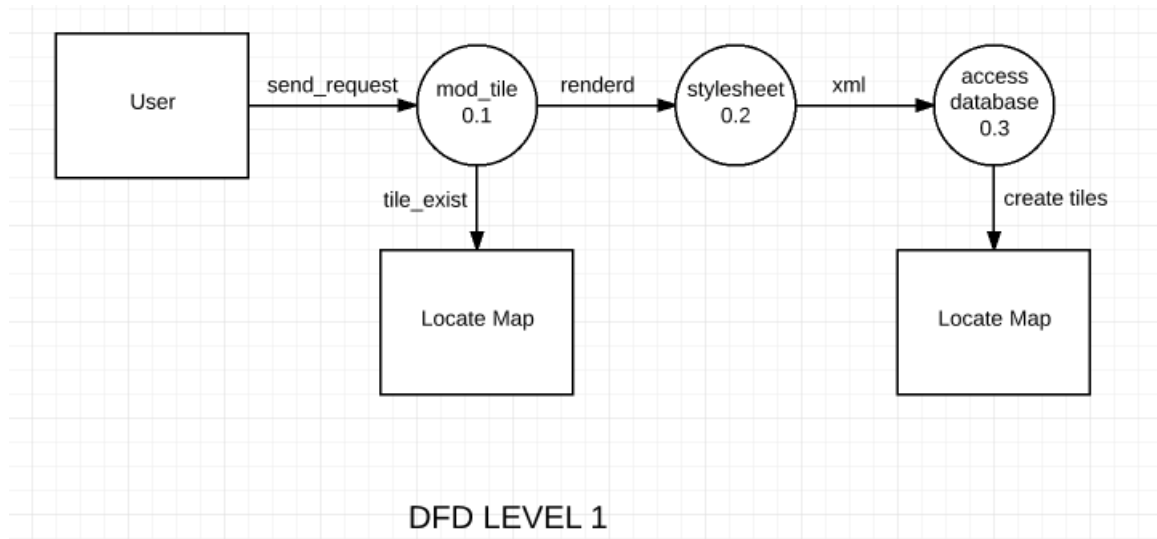 User
send_request
mod_tile
0.1
renderd
stylesheet
0.2
xml
access
database
0.3
tile_exist
create tiles
Locate Map
Locate Map
DFD LEVEL 1